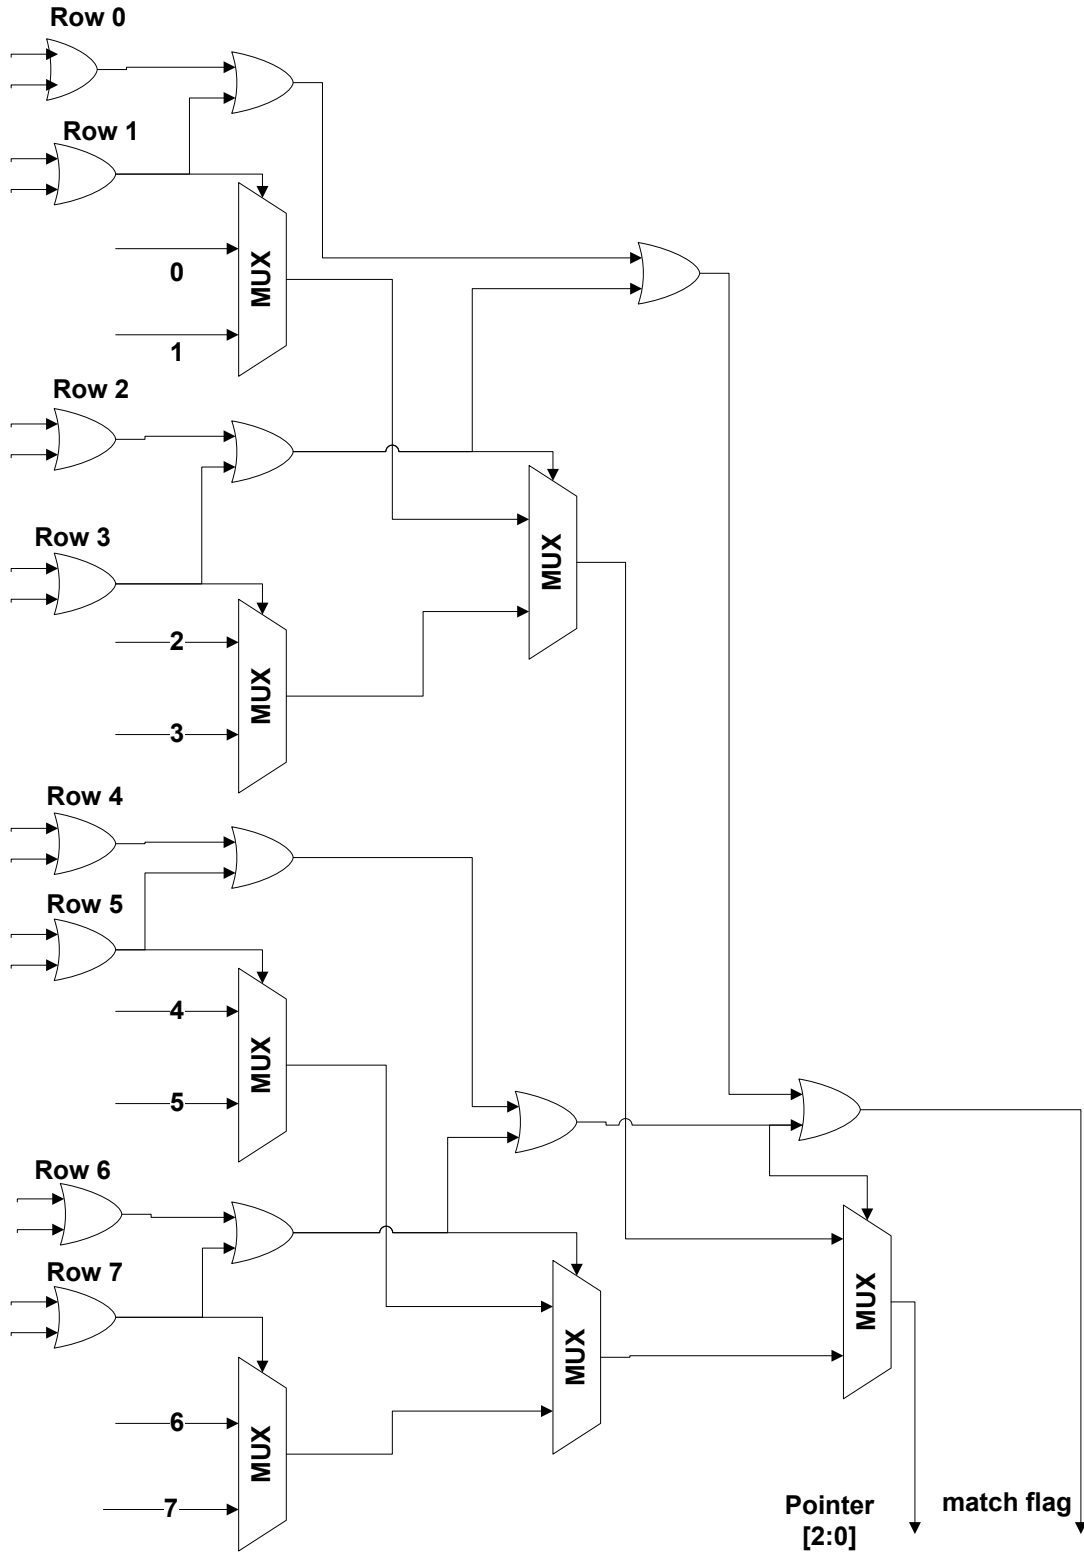 Row 0
Row 1
MUX
0
1
Row 2
Row 3
MUX
2
MUX
3
Row 4
Row 5
4
MUX
5
Row 6
Row 7
MUX
MUX
6
MUX
7
Pointer
[2:0]
match flag